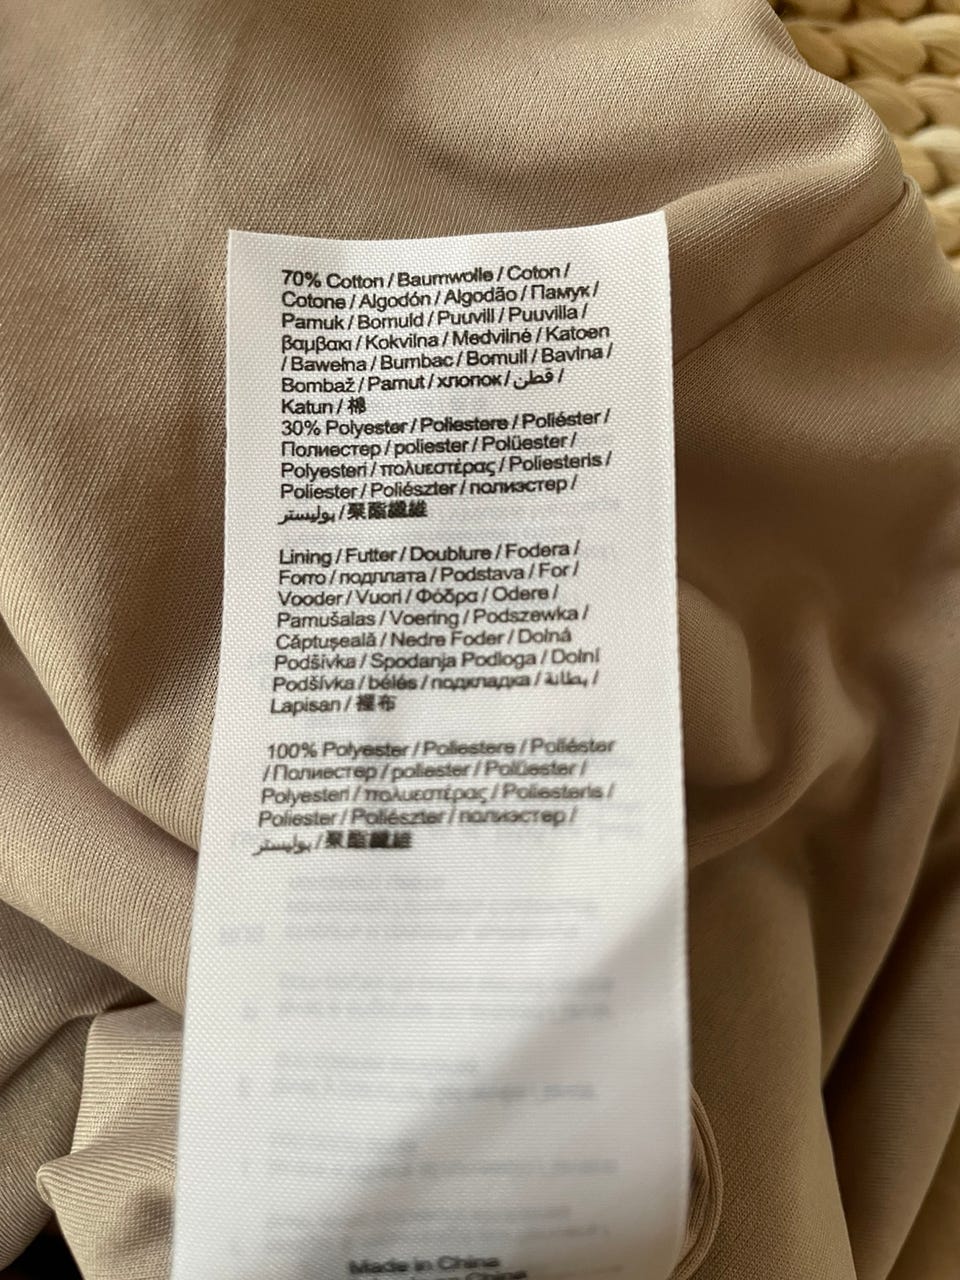 70% Cotton / Baumwolle / Coton /
Cotone / Algodón / Algodão / Памук /
Pamuk / Bomuld / Puuvill / Puuvilla /
βαμβακι / Kokvilna / Medvilnė / Katoen
/ Bawełna / Bumbac / Bomull / Bavlna /
Bombaž / Pamut / хлопок / قطن /
Katun / 棉
30% Polyester / Poliestere / Poliéster /
Полиестер / poliester / Polüester /
Polyesteri / πολυεστέρας / Poliesteris /
Poliester / Poliészter / полиэстер /
بوليستر / 聚酯纖維
Lining / Futter / Doublure / Fodera /
Forro / подплата / Podstava / For /
Vooder / Vuori / Φόδρα / Odere /
Pamušalas / Voering / Podszewka /
Căptușeală / Nedre Foder / Dolná
Podšívka / Spodanja Podloga / Dolní
Podšívka / bélés / подкладка / بطانة /
Lapisan / 裡布
100% Polyester / Poliestere / Poliéster
/ Полиестер / poliester / Polüester /
Polyesteri / πολυεστέρας / Poliesteris /
Poliester / Poliészter / полиэстер /
بوليستر / 聚酯纖維
Made in China